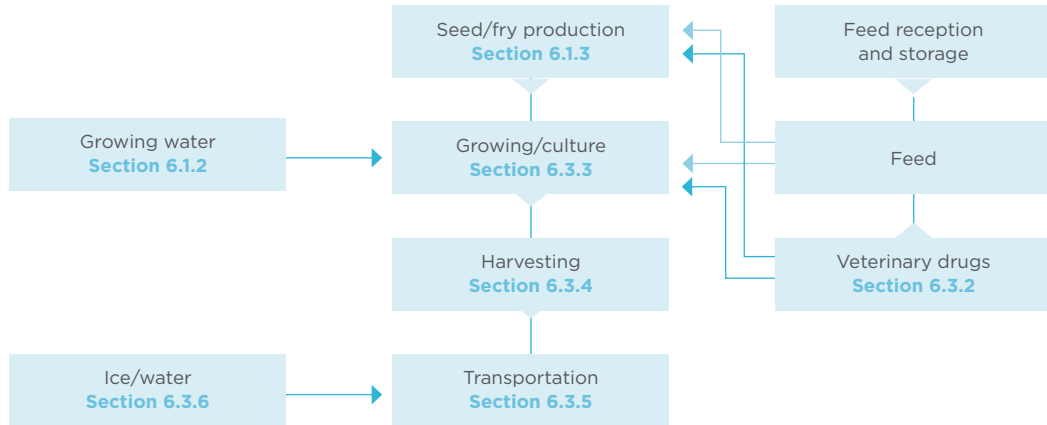 Seed/fry production
Section 6.1.3
Feed reception
and storage
Growing water
Section 6.1.2
Growing/culture
Section 6.3.3
Feed
Harvesting
Section 6.3.4
Veterinary drugs
Section 6.3.2
Ice/water
Section 6.3.6
Transportation
Section 6.3.5